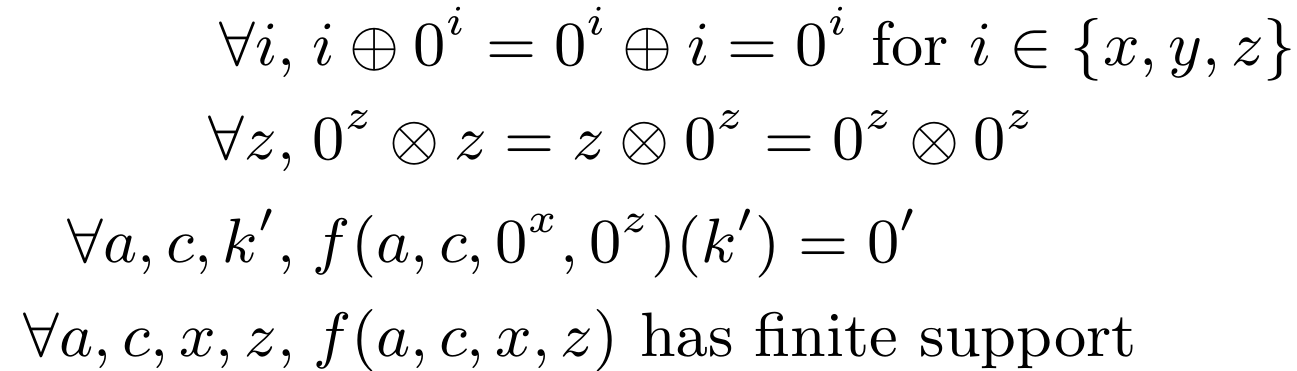 ∀i, i ⊕ 0^i = 0^i ⊕ i = 0^i for i ∈ {x, y, z}
∀z, 0^z ⊗ z = z ⊗ 0^z = 0^z ⊗ 0^z
∀a, c, k′, f(a, c, 0^x, 0^z)(k′) = 0′
∀a, c, x, z, f(a, c, x, z) has finite support